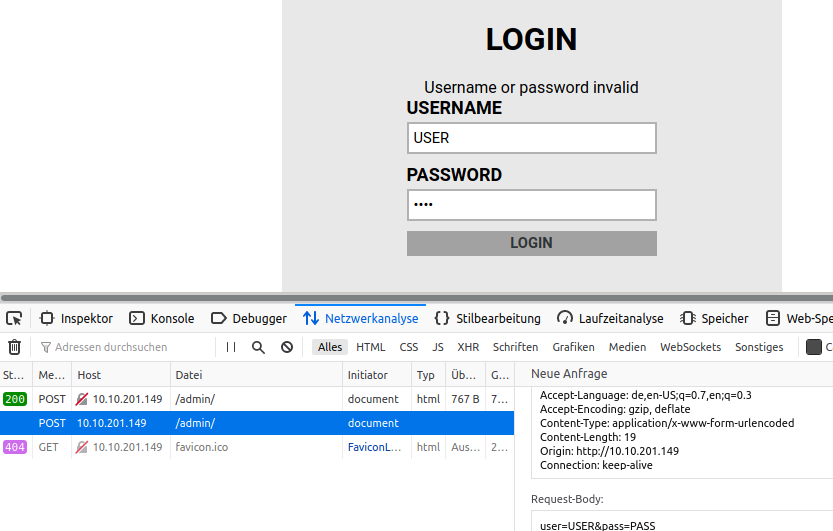 LOGIN
Username or password invalid
USERNAME
USER
PASSWORD
••••
LOGIN
Inspektor Konsole Debugger Netzwerkanalyse Stilbearbeitung Laufzeitanalyse Speicher Web-Spe
Adressen durchsuchen Alles HTML CSS JS XHR Schriften Grafiken Medien WebSockets Sonstiges C
St... Me... Host Datei Initiator Typ Üb... G...
200 POST 10.10.201.149 /admin/ document html 767 B 7...
POST 10.10.201.149 /admin/ document
404 GET 10.10.201.149 favicon.ico FaviconL... html Aus... 2...
Neue Anfrage
Accept-Language: de,en-US;q=0.7,en;q=0.3
Accept-Encoding: gzip, deflate
Content-Type: application/x-www-form-urlencoded
Content-Length: 19
Origin: http://10.10.201.149
Connection: keep-alive
Request-Body:
user=USER&pass=PASS